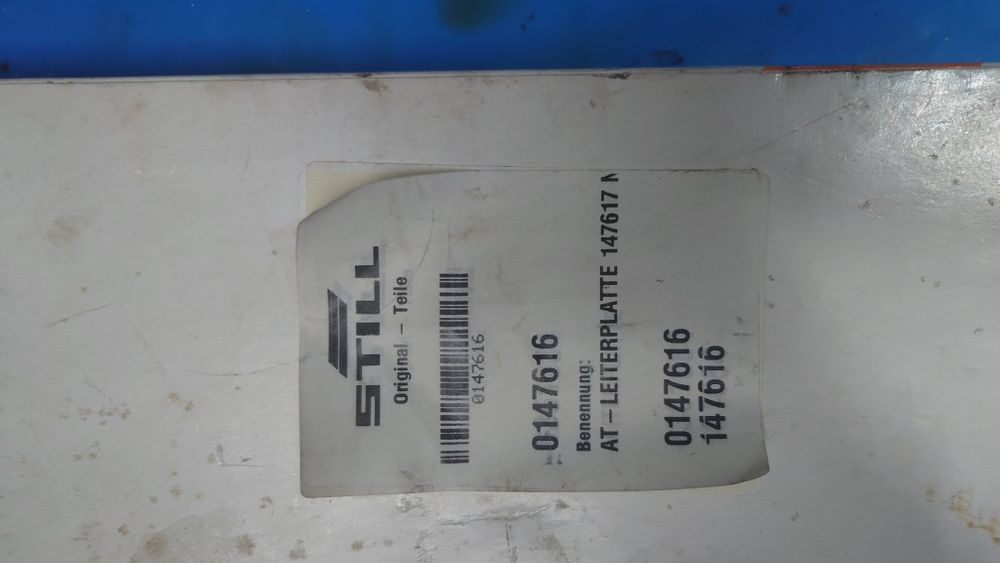 STILL
Original - Teile
0147616
0147616
Benennung:
AT-LEITERPLATTE 147617 N
0147616
147616